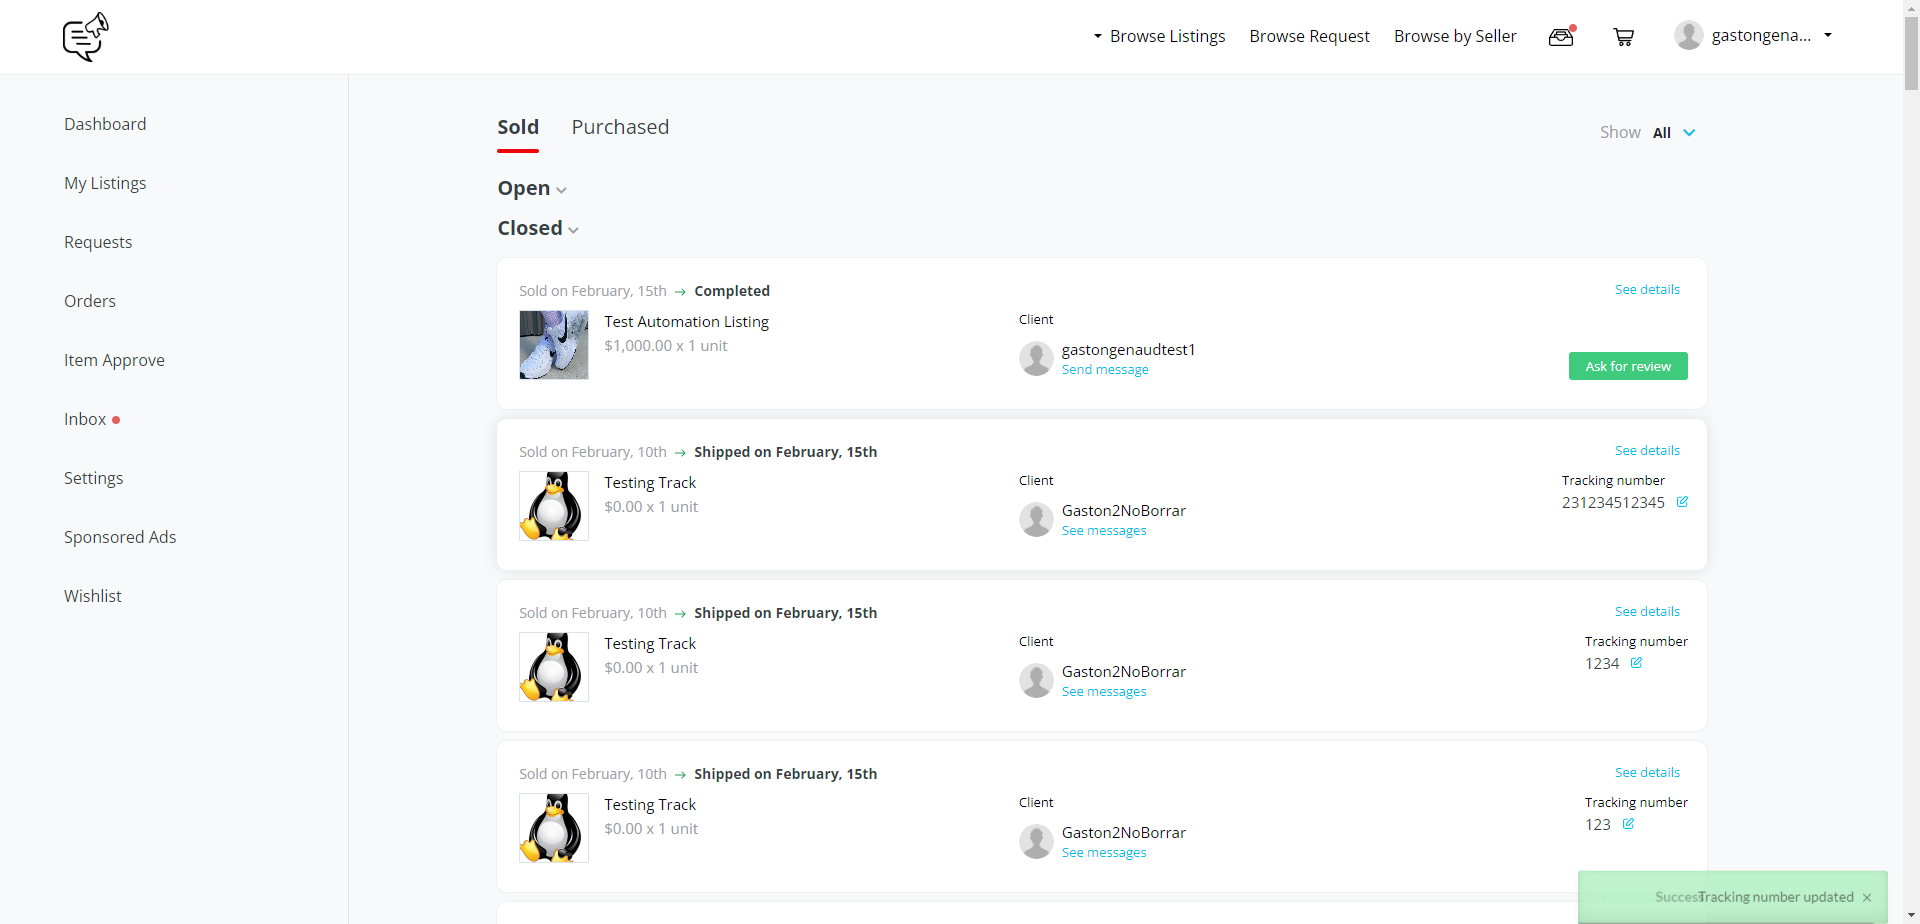 Browse Listings
Browse Request
Browse by Seller
gastongena...
Dashboard
My Listings
Requests
Orders
Item Approve
Inbox
Settings
Sponsored Ads
Wishlist
Sold
Purchased
Show All
Open
Closed
Sold on February, 15th → Completed
See details
Test Automation Listing
$1,000.00 x 1 unit
Client
gastongenaudtest1
Send message
Ask for review
Sold on February, 10th → Shipped on February, 15th
See details
Testing Track
$0.00 x 1 unit
Client
Gaston2NoBorrar
See messages
Tracking number
231234512345
Sold on February, 10th → Shipped on February, 15th
See details
Testing Track
$0.00 x 1 unit
Client
Gaston2NoBorrar
See messages
Tracking number
1234
Sold on February, 10th → Shipped on February, 15th
See details
Testing Track
$0.00 x 1 unit
Client
Gaston2NoBorrar
See messages
Tracking number
123
Tracking number updated ×